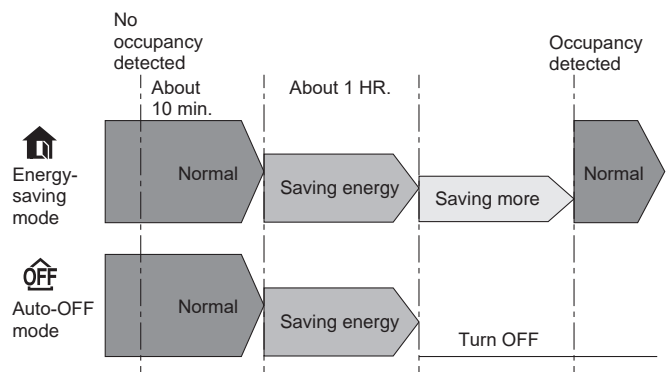 No
occupancy
detected
Occupancy
detected
About
10 min.
About 1 HR.
Energy-
saving
mode
Normal
Saving energy
Saving more
Normal
OFF
Auto-OFF
mode
Normal
Saving energy
Turn OFF